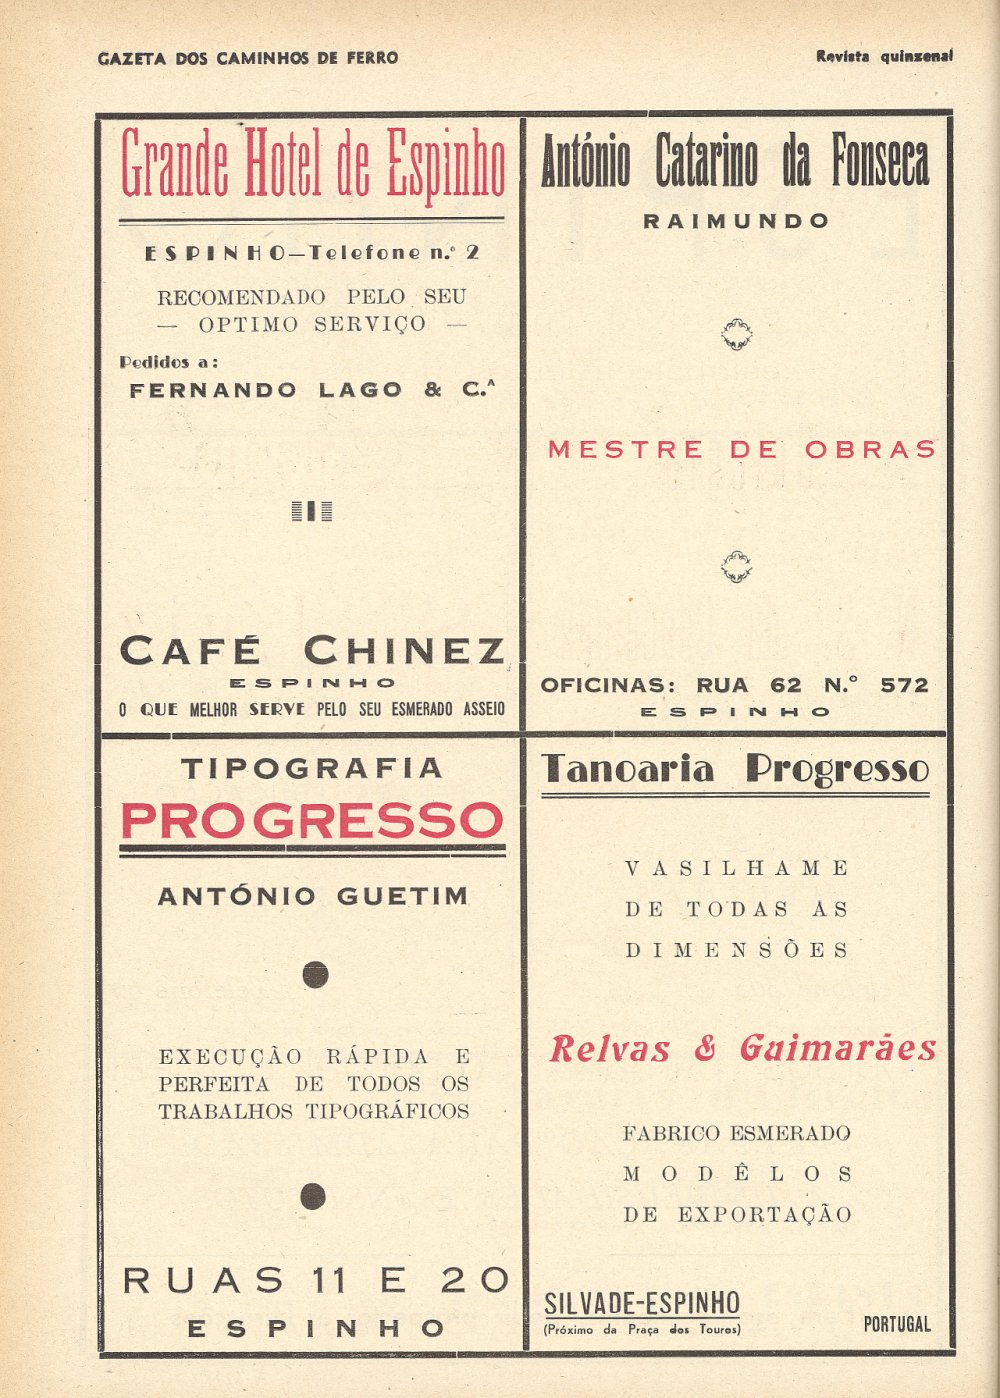 GAZETA DOS CAMINHOS DE FERRO
Revista quinzenal
Grande Hotel de Espinho
ESPINHO—Telefone n.º 2
RECOMENDADO PELO SEU
— OPTIMO SERVIÇO —
Pedidos a:
FERNANDO LAGO & C.ª
CAFÉ CHINEZ
ESPINHO
O QUE MELHOR SERVE PELO SEU ESMERADO ASSEIO
António Catarino da Fonseca
RAIMUNDO
MESTRE DE OBRAS
OFICINAS: RUA 62 N.º 572
ESPINHO
TIPOGRAFIA
PROGRESSO
ANTÓNIO GUETIM
EXECUÇÃO RÁPIDA E
PERFEITA DE TODOS OS
TRABALHOS TIPOGRÁFICOS
RUAS 11 E 20
ESPINHO
Tanoaria Progresso
VASILHAME
DE TODAS AS
DIMENSÕES
Relvas & Guimarães
FABRICO ESMERADO
MODÊLOS
DE EXPORTAÇÃO
SILVADE-ESPINHO
(Próximo da Praça dos Touros)
PORTUGAL